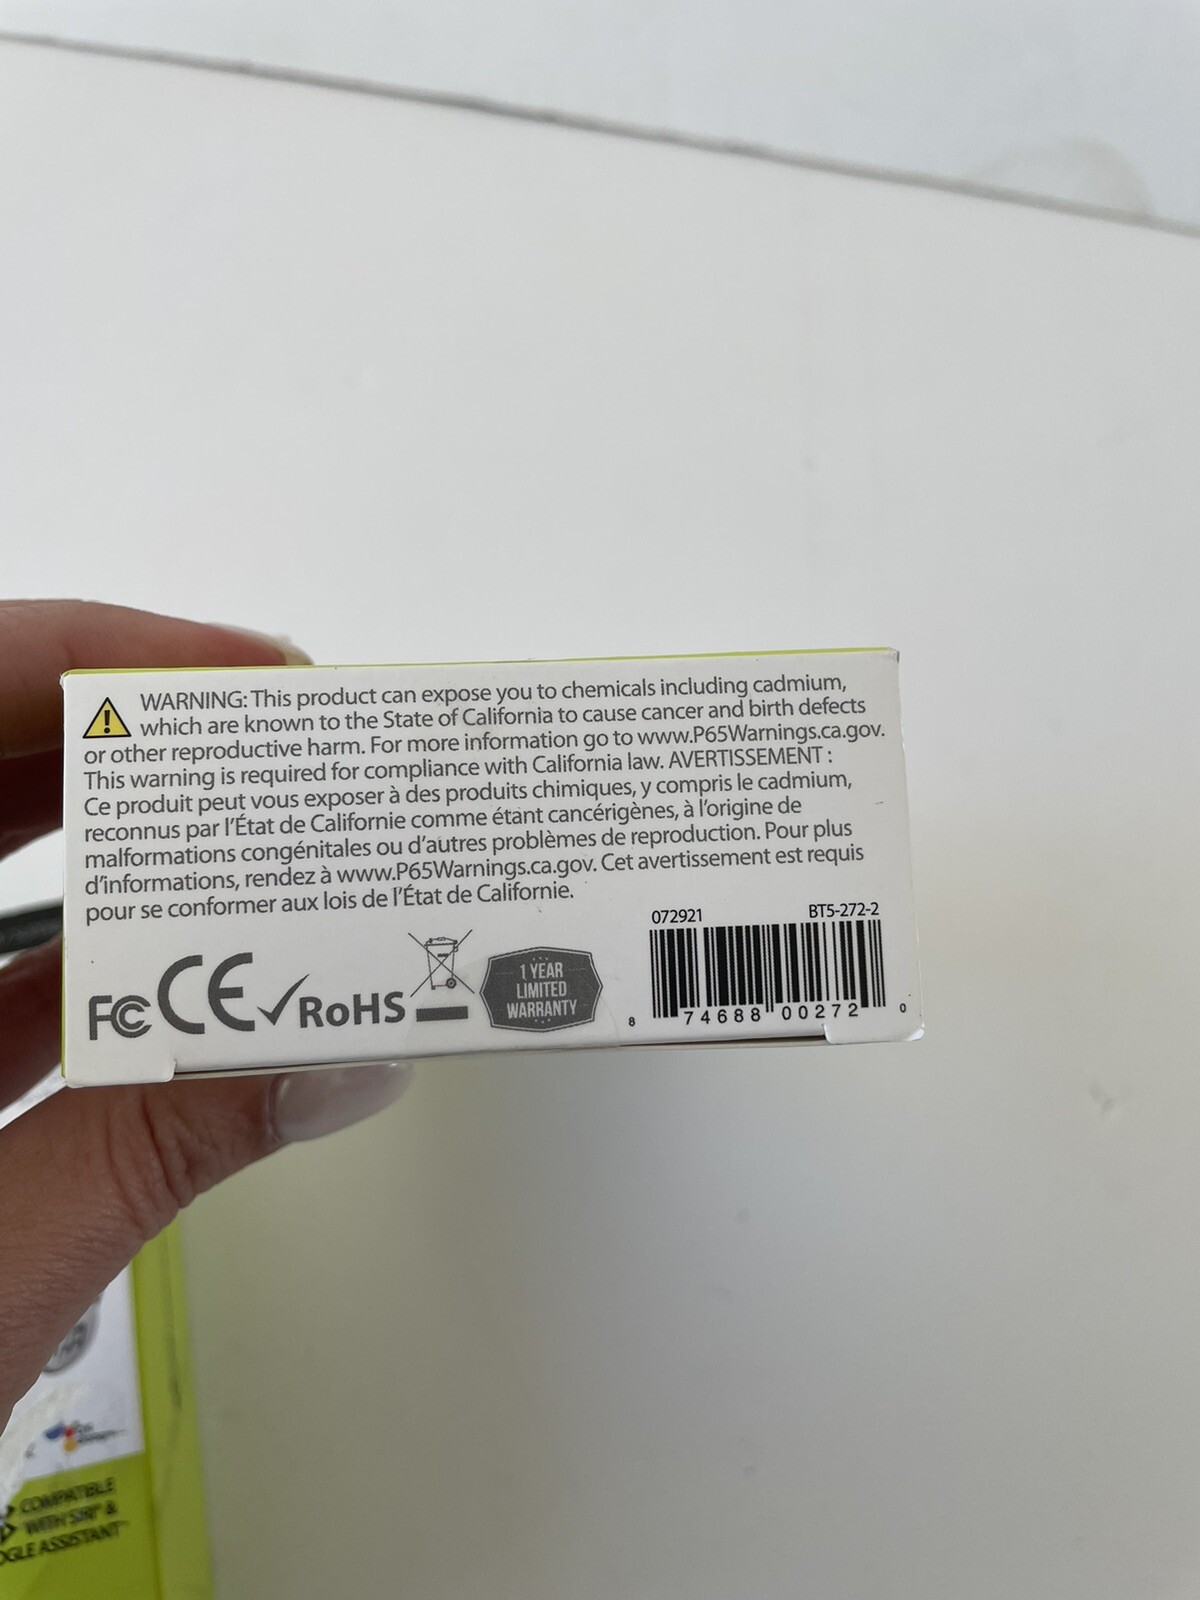 WARNING: This product can expose you to chemicals including cadmium,
which are known to the State of California to cause cancer and birth defects
or other reproductive harm. For more information go to www.P65Warnings.ca.gov.
This warning is required for compliance with California law. AVERTISSEMENT :
Ce produit peut vous exposer à des produits chimiques, y compris le cadmium,
reconnus par l'État de Californie comme étant cancérigènes, à l'origine de
malformations congénitales ou d'autres problèmes de reproduction. Pour plus
d'informations, rendez à www.P65Warnings.ca.gov. Cet avertissement est requis
pour se conformer aux lois de l'État de Californie.
072921 BT5-272-2
FC CE RoHS
1 YEAR
LIMITED
WARRANTY
8 74688 00272 0
COMPATIBLE
WITH SIRI &
ASSISTANT